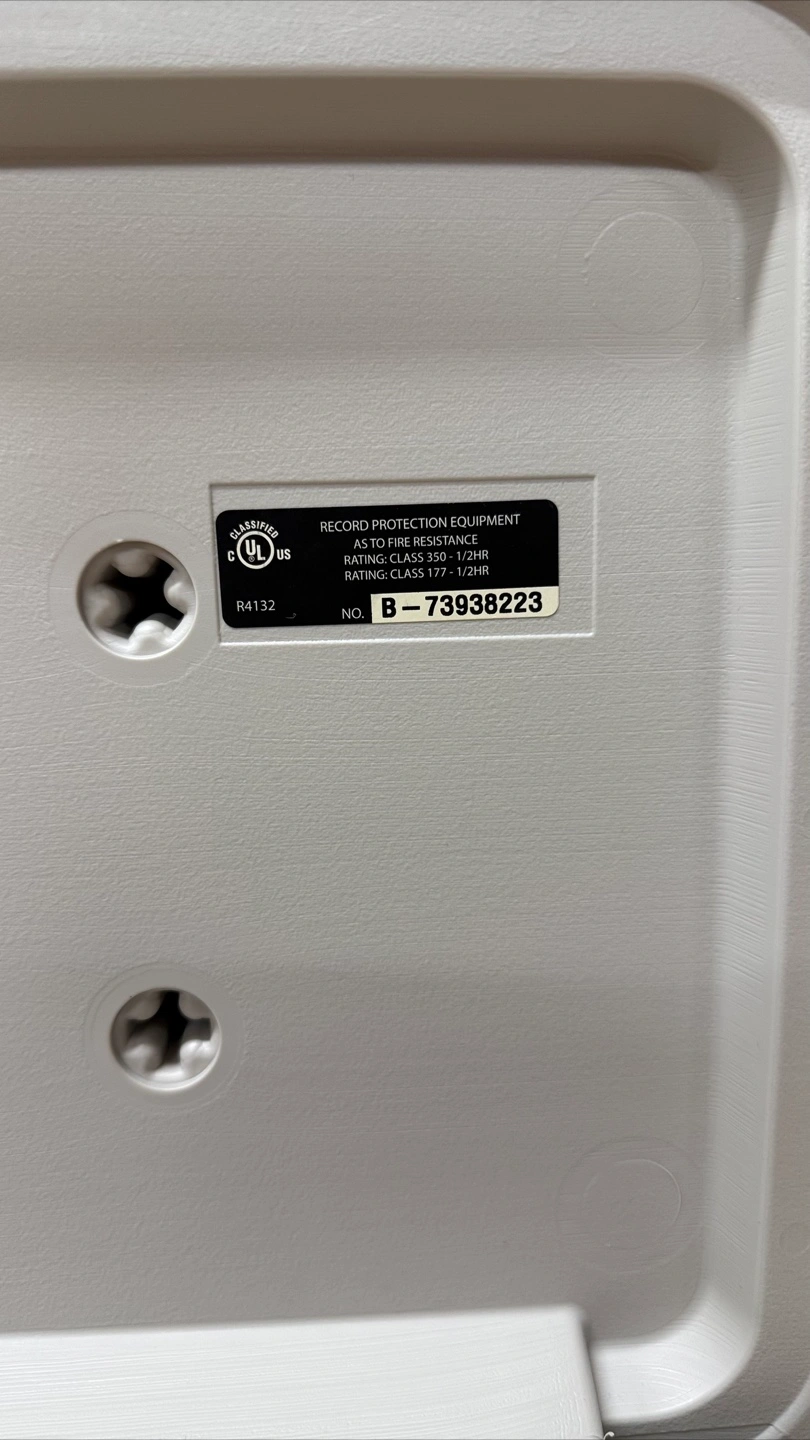 CLASSIFIED
C UL US
®
RECORD PROTECTION EQUIPMENT
AS TO FIRE RESISTANCE
RATING: CLASS 350 - 1/2HR
RATING: CLASS 177 - 1/2HR
R4132
NO. B—73938223